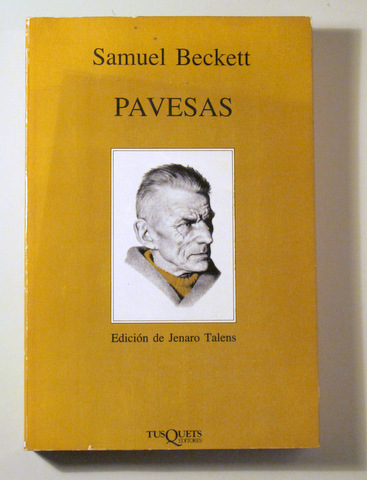 Samuel Beckett
PAVESAS
Edición de Jenaro Talens
TUSQUETS
EDITORES